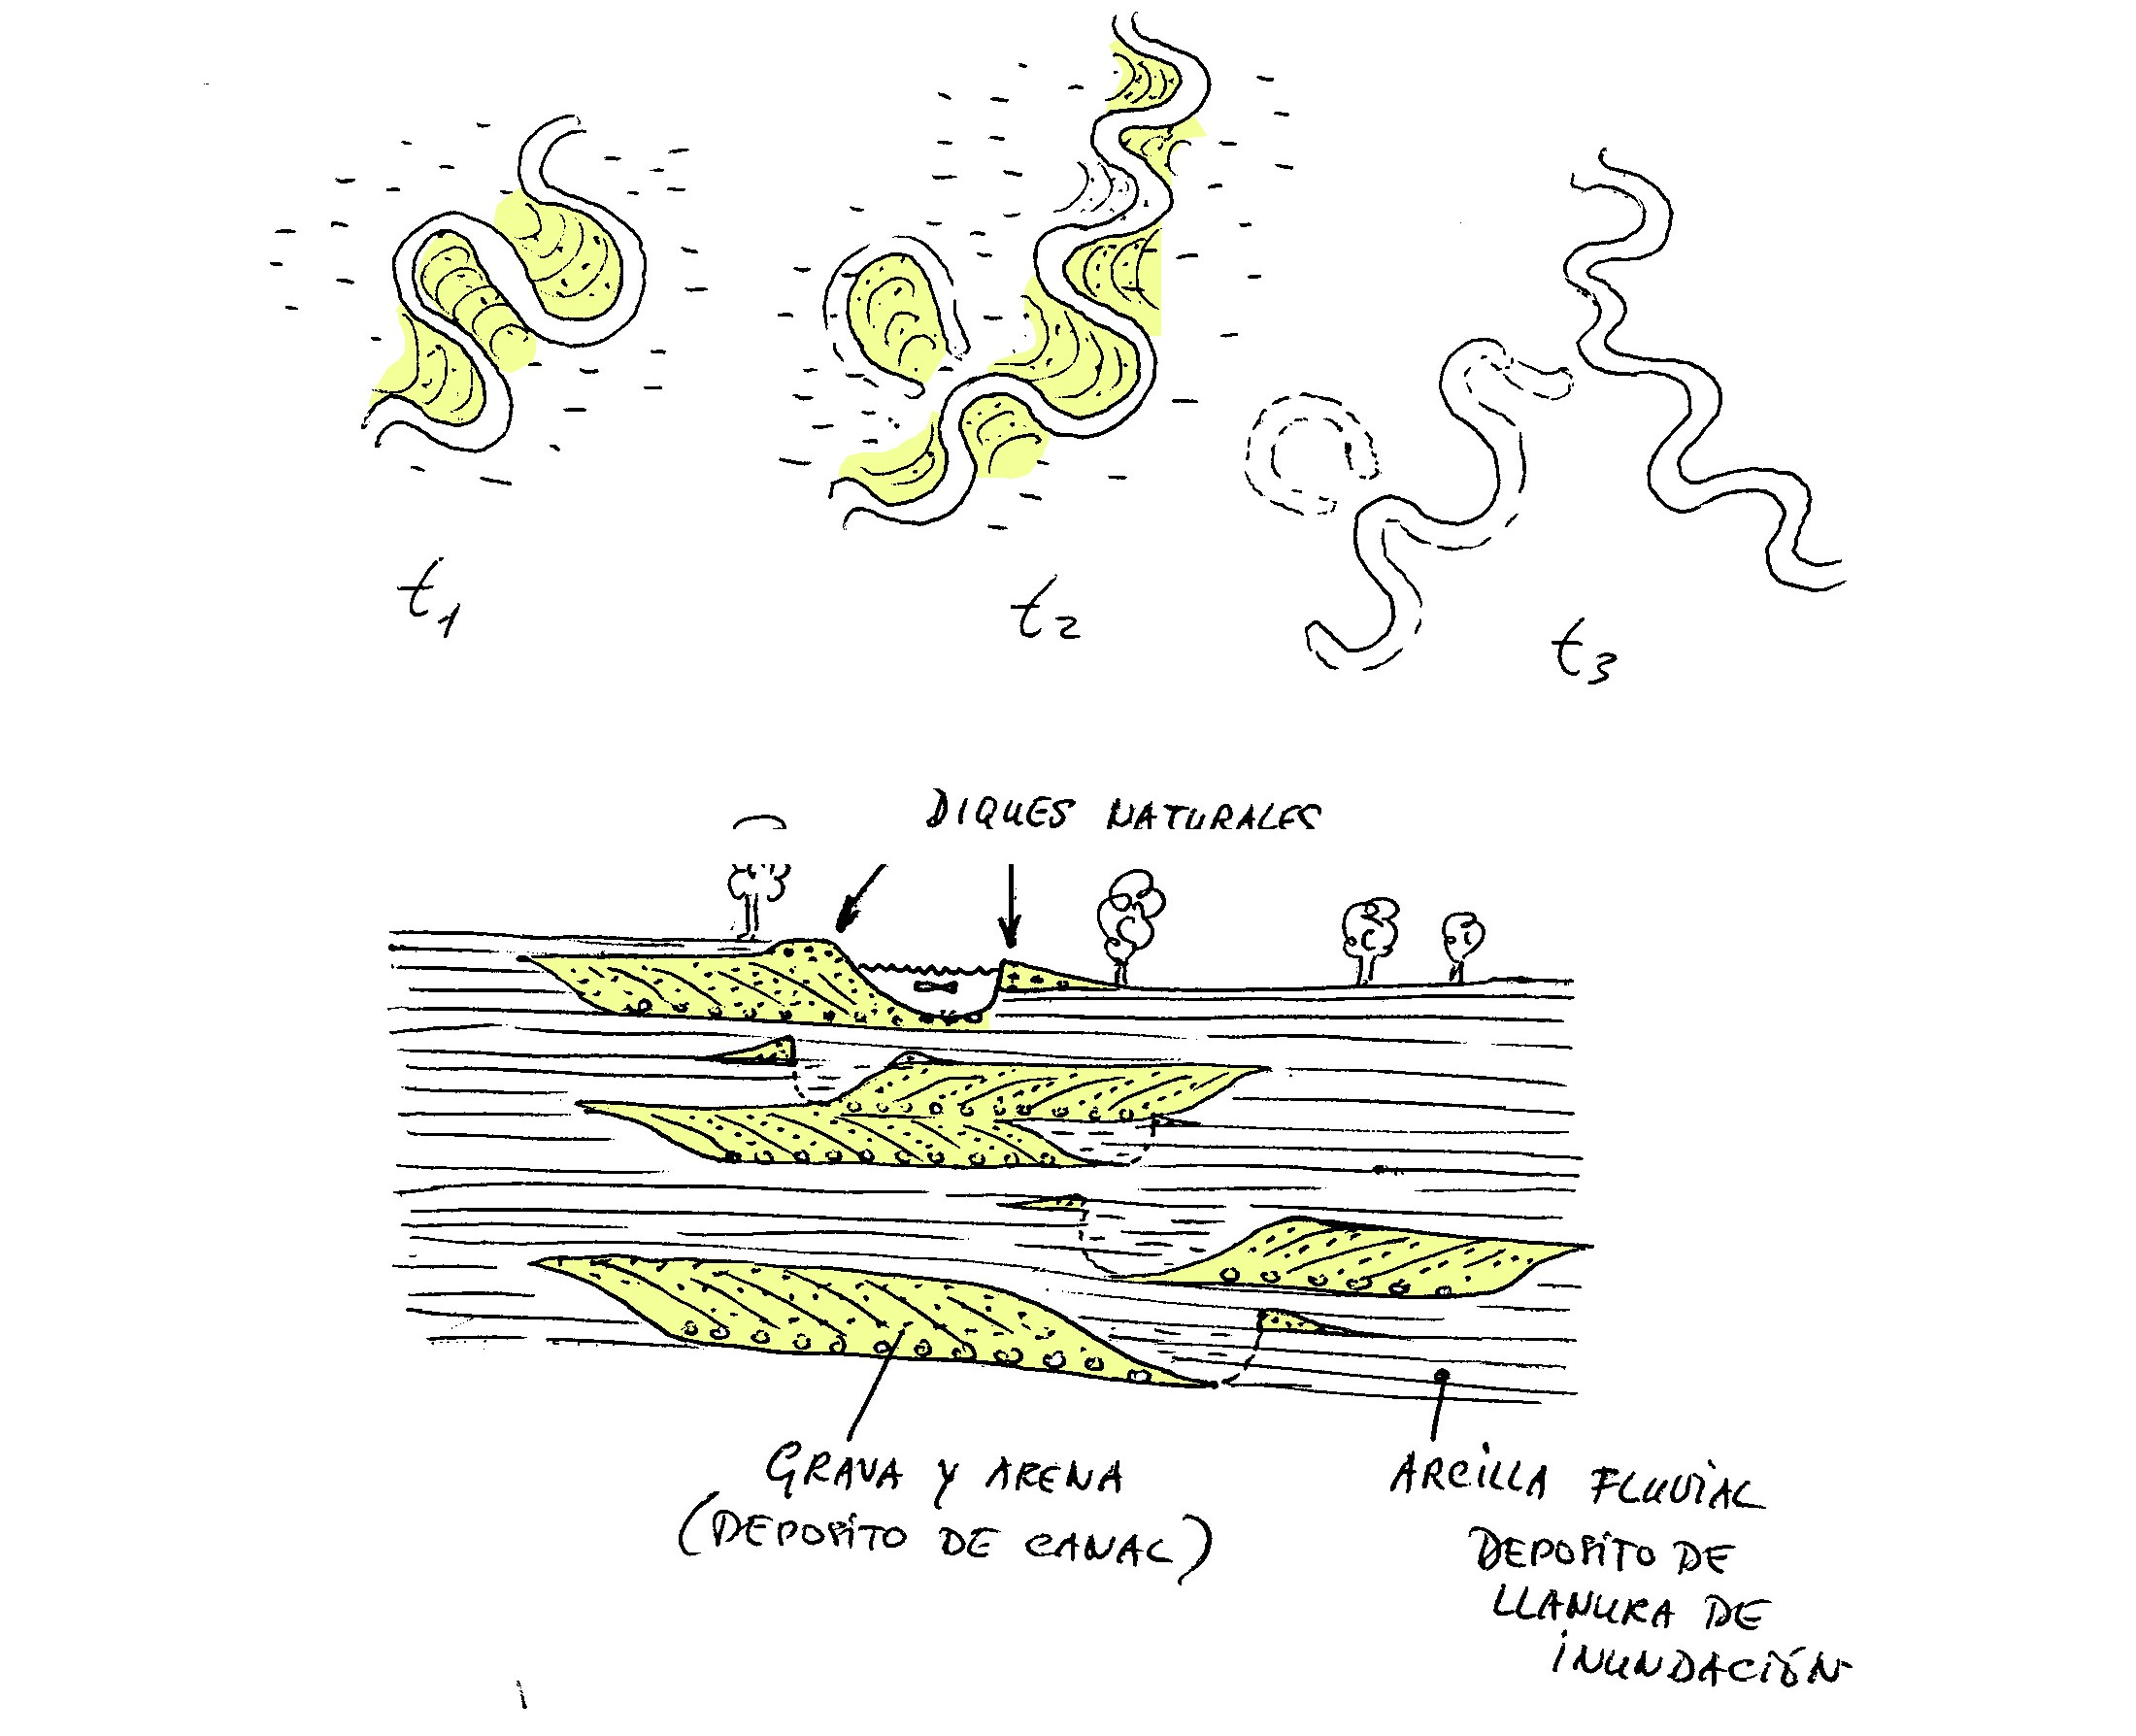 t1
t2
t3
DIQUES NATURALES
GRAVA Y ARENA
(DEPOSITO DE CANAL)
ARCILLA FLUVIAL
DEPOSITO DE
LLANURA DE
INUNDACIÓN